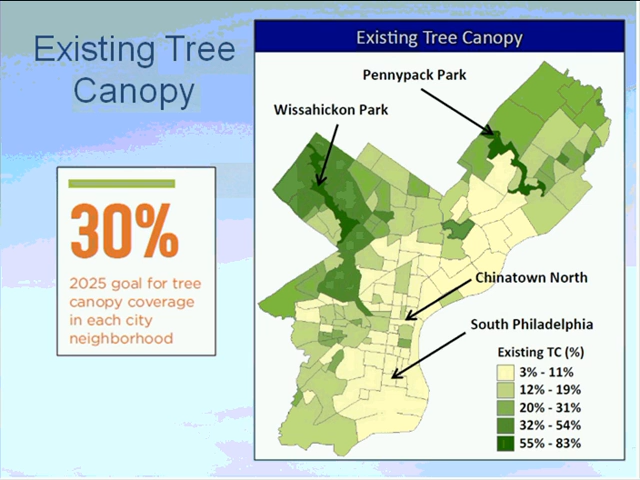 Existing Tree
Canopy
30%
2025 goal for tree
canopy coverage
in each city
neighborhood
Existing Tree Canopy
Pennypack Park
Wissahickon Park
Chinatown North
South Philadelphia
Existing TC (%)
3% - 11%
12% - 19%
20% - 31%
32% - 54%
55% - 83%